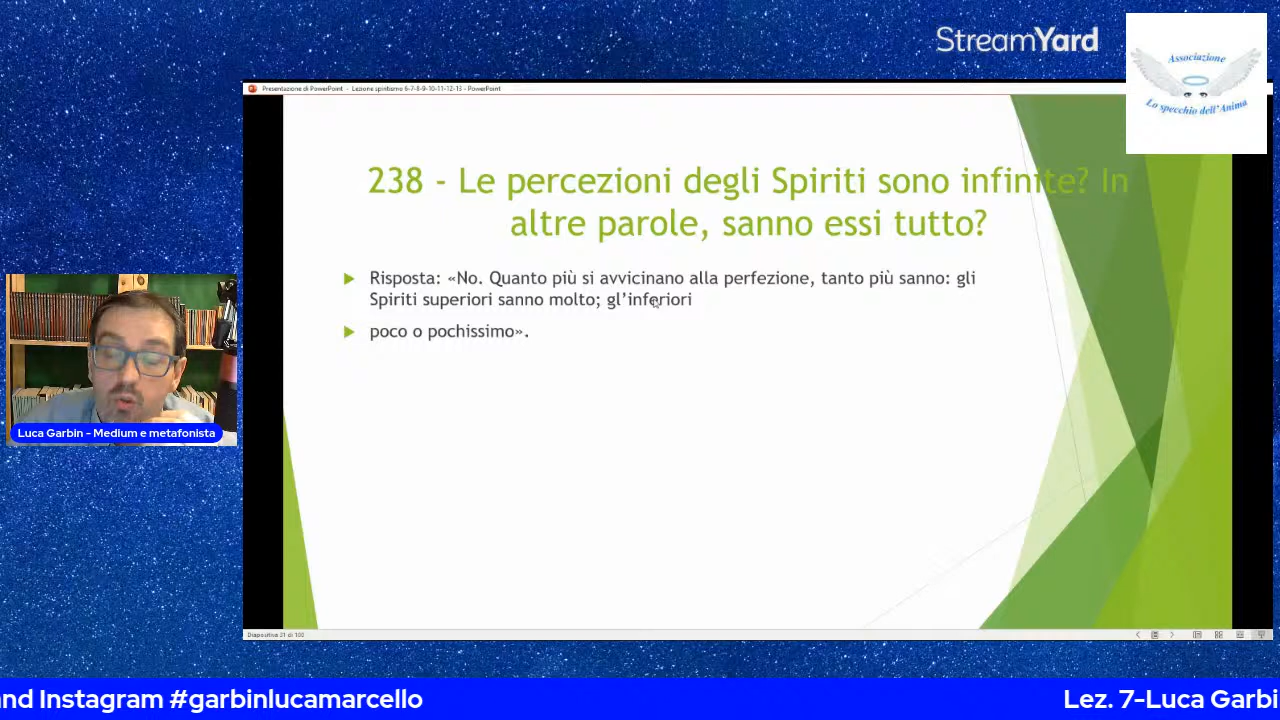 StreamYard
Associazione
Lo specchio dell'Anima
Presentazione di PowerPoint - Lezione spiritismo 6-7-8-9-10-11-12-13 - PowerPoint
238 - Le percezioni degli Spiriti sono infinite? In
altre parole, sanno essi tutto?
Risposta: «No. Quanto più si avvicinano alla perfezione, tanto più sanno: gli
Spiriti superiori sanno molto; gl’inferiori
poco o pochissimo».
Luca Garbin - Medium e metafonista
Diapositiva 31 di 100
and Instagram #garbinlucamarcello
Lez. 7-Luca Garbi